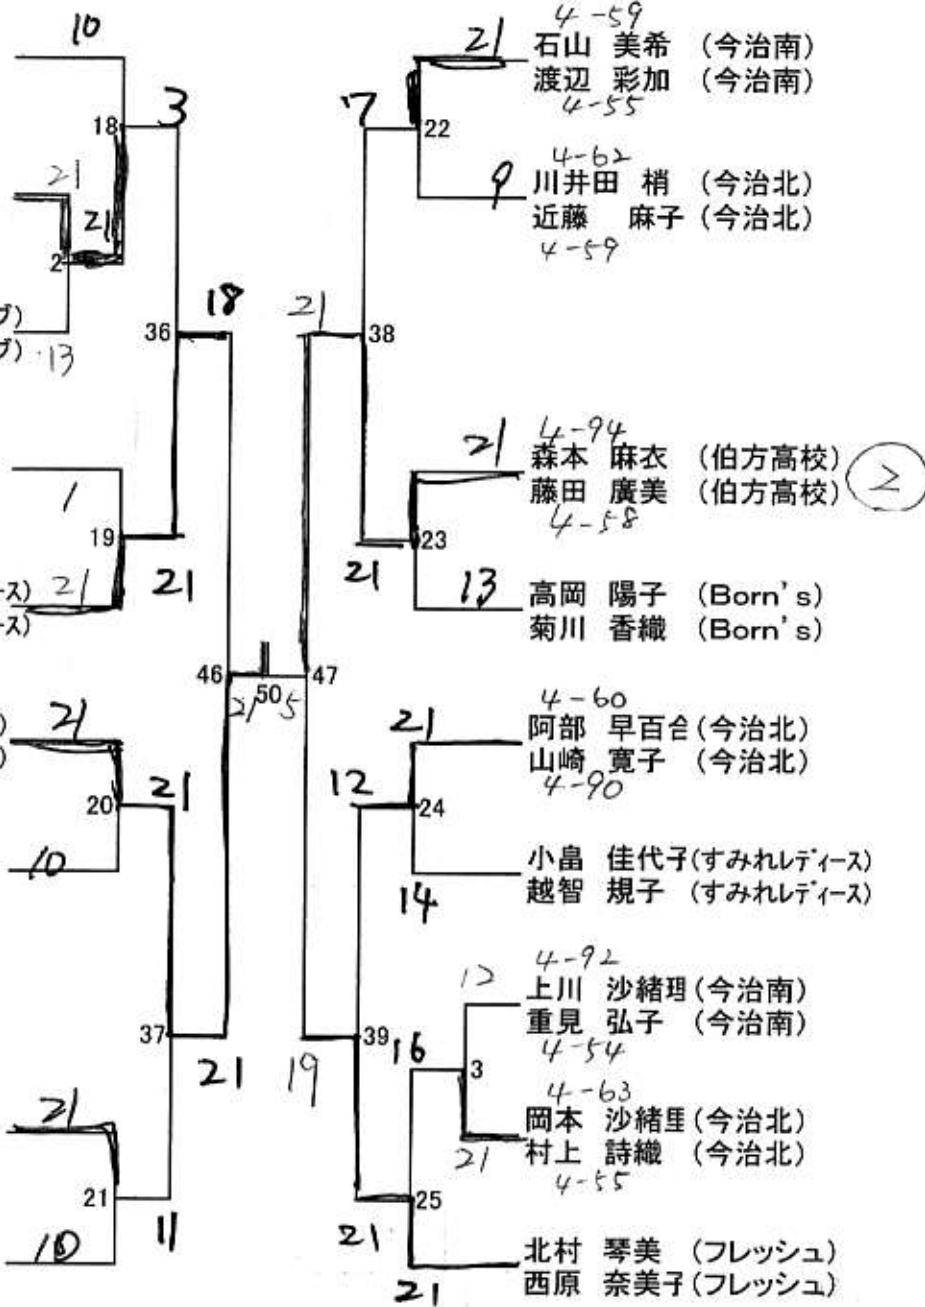 10
3
18
21
21
2
ブ)
ブ)
13
36
18
1
19
21
ース)
ース)
21
46
21
50
5
47
21
20
21
10
37
21
21
21
10
11
4-59
21
石山 美希 (今治南)
渡辺 彩加 (今治南)
4-55
7
22
4-62
9
川井田 梢 (今治北)
近藤 麻子 (今治北)
4-59
21
38
4-94
21
森本 麻衣 (伯方高校)
藤田 廣美 (伯方高校)
2
4-58
23
21
13
高岡 陽子 (Born's)
菊川 香織 (Born's)
4-60
21
阿部 早百合(今治北)
山崎 寛子 (今治北)
4-90
12
24
小畠 佳代子(すみれレディース)
越智 規子 (すみれレディース)
14
4-92
12
上川 沙緒理(今治南)
重見 弘子 (今治南)
4-54
39
19
16
3
4-63
岡本 沙緒里(今治北)
村上 詩織 (今治北)
21
4-55
25
21
北村 琴美 (フレッシュ)
西原 奈美子(フレッシュ)
21